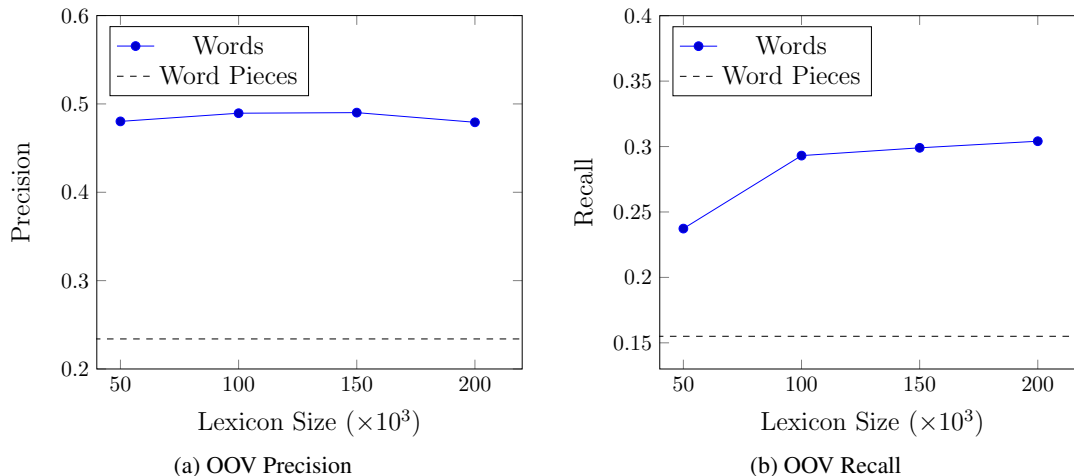 0.6
0.5
0.4
0.3
0.2
Precision
Words
Word Pieces
50 100 150 200
Lexicon Size (×10³)
(a) OOV Precision
0.4
0.35
0.3
0.25
0.2
0.15
Recall
Words
Word Pieces
50 100 150 200
Lexicon Size (×10³)
(b) OOV Recall